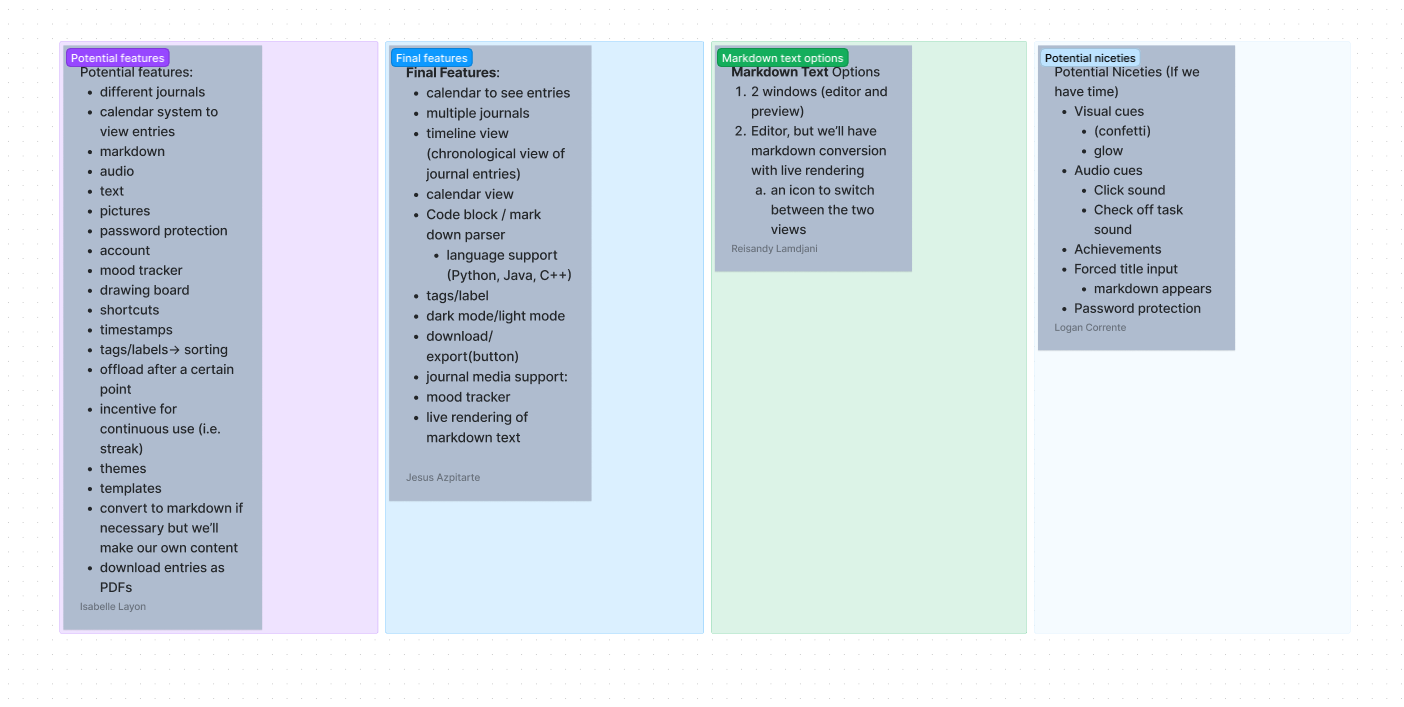 Potential features
Potential features:
• different journals
• calendar system to
view entries
• markdown
• audio
• text
• pictures
• password protection
• account
• mood tracker
• drawing board
• shortcuts
• timestamps
• tags/labels→ sorting
• offload after a certain
point
• incentive for
continuous use (i.e.
streak)
• themes
• templates
• convert to markdown if
necessary but we'll
make our own content
• download entries as
PDFs
Isabelle Layon
Final features
Final Features:
• calendar to see entries
• multiple journals
• timeline view
(chronological view of
journal entries)
• calendar view
• Code block / mark
down parser
• language support
(Python, Java, C++)
• tags/label
• dark mode/light mode
• download/
export(button)
• journal media support:
• mood tracker
• live rendering of
markdown text
Jesus Azpitarte
Markdown text options
Markdown Text Options
1. 2 windows (editor and
preview)
2. Editor, but we'll have
markdown conversion
with live rendering
a. an icon to switch
between the two
views
Reisandy Lamdjani
Potential niceties
Potential Niceties (If we
have time)
• Visual cues
• (confetti)
• glow
• Audio cues
• Click sound
• Check off task
sound
• Achievements
• Forced title input
• markdown appears
• Password protection
Logan Corrente